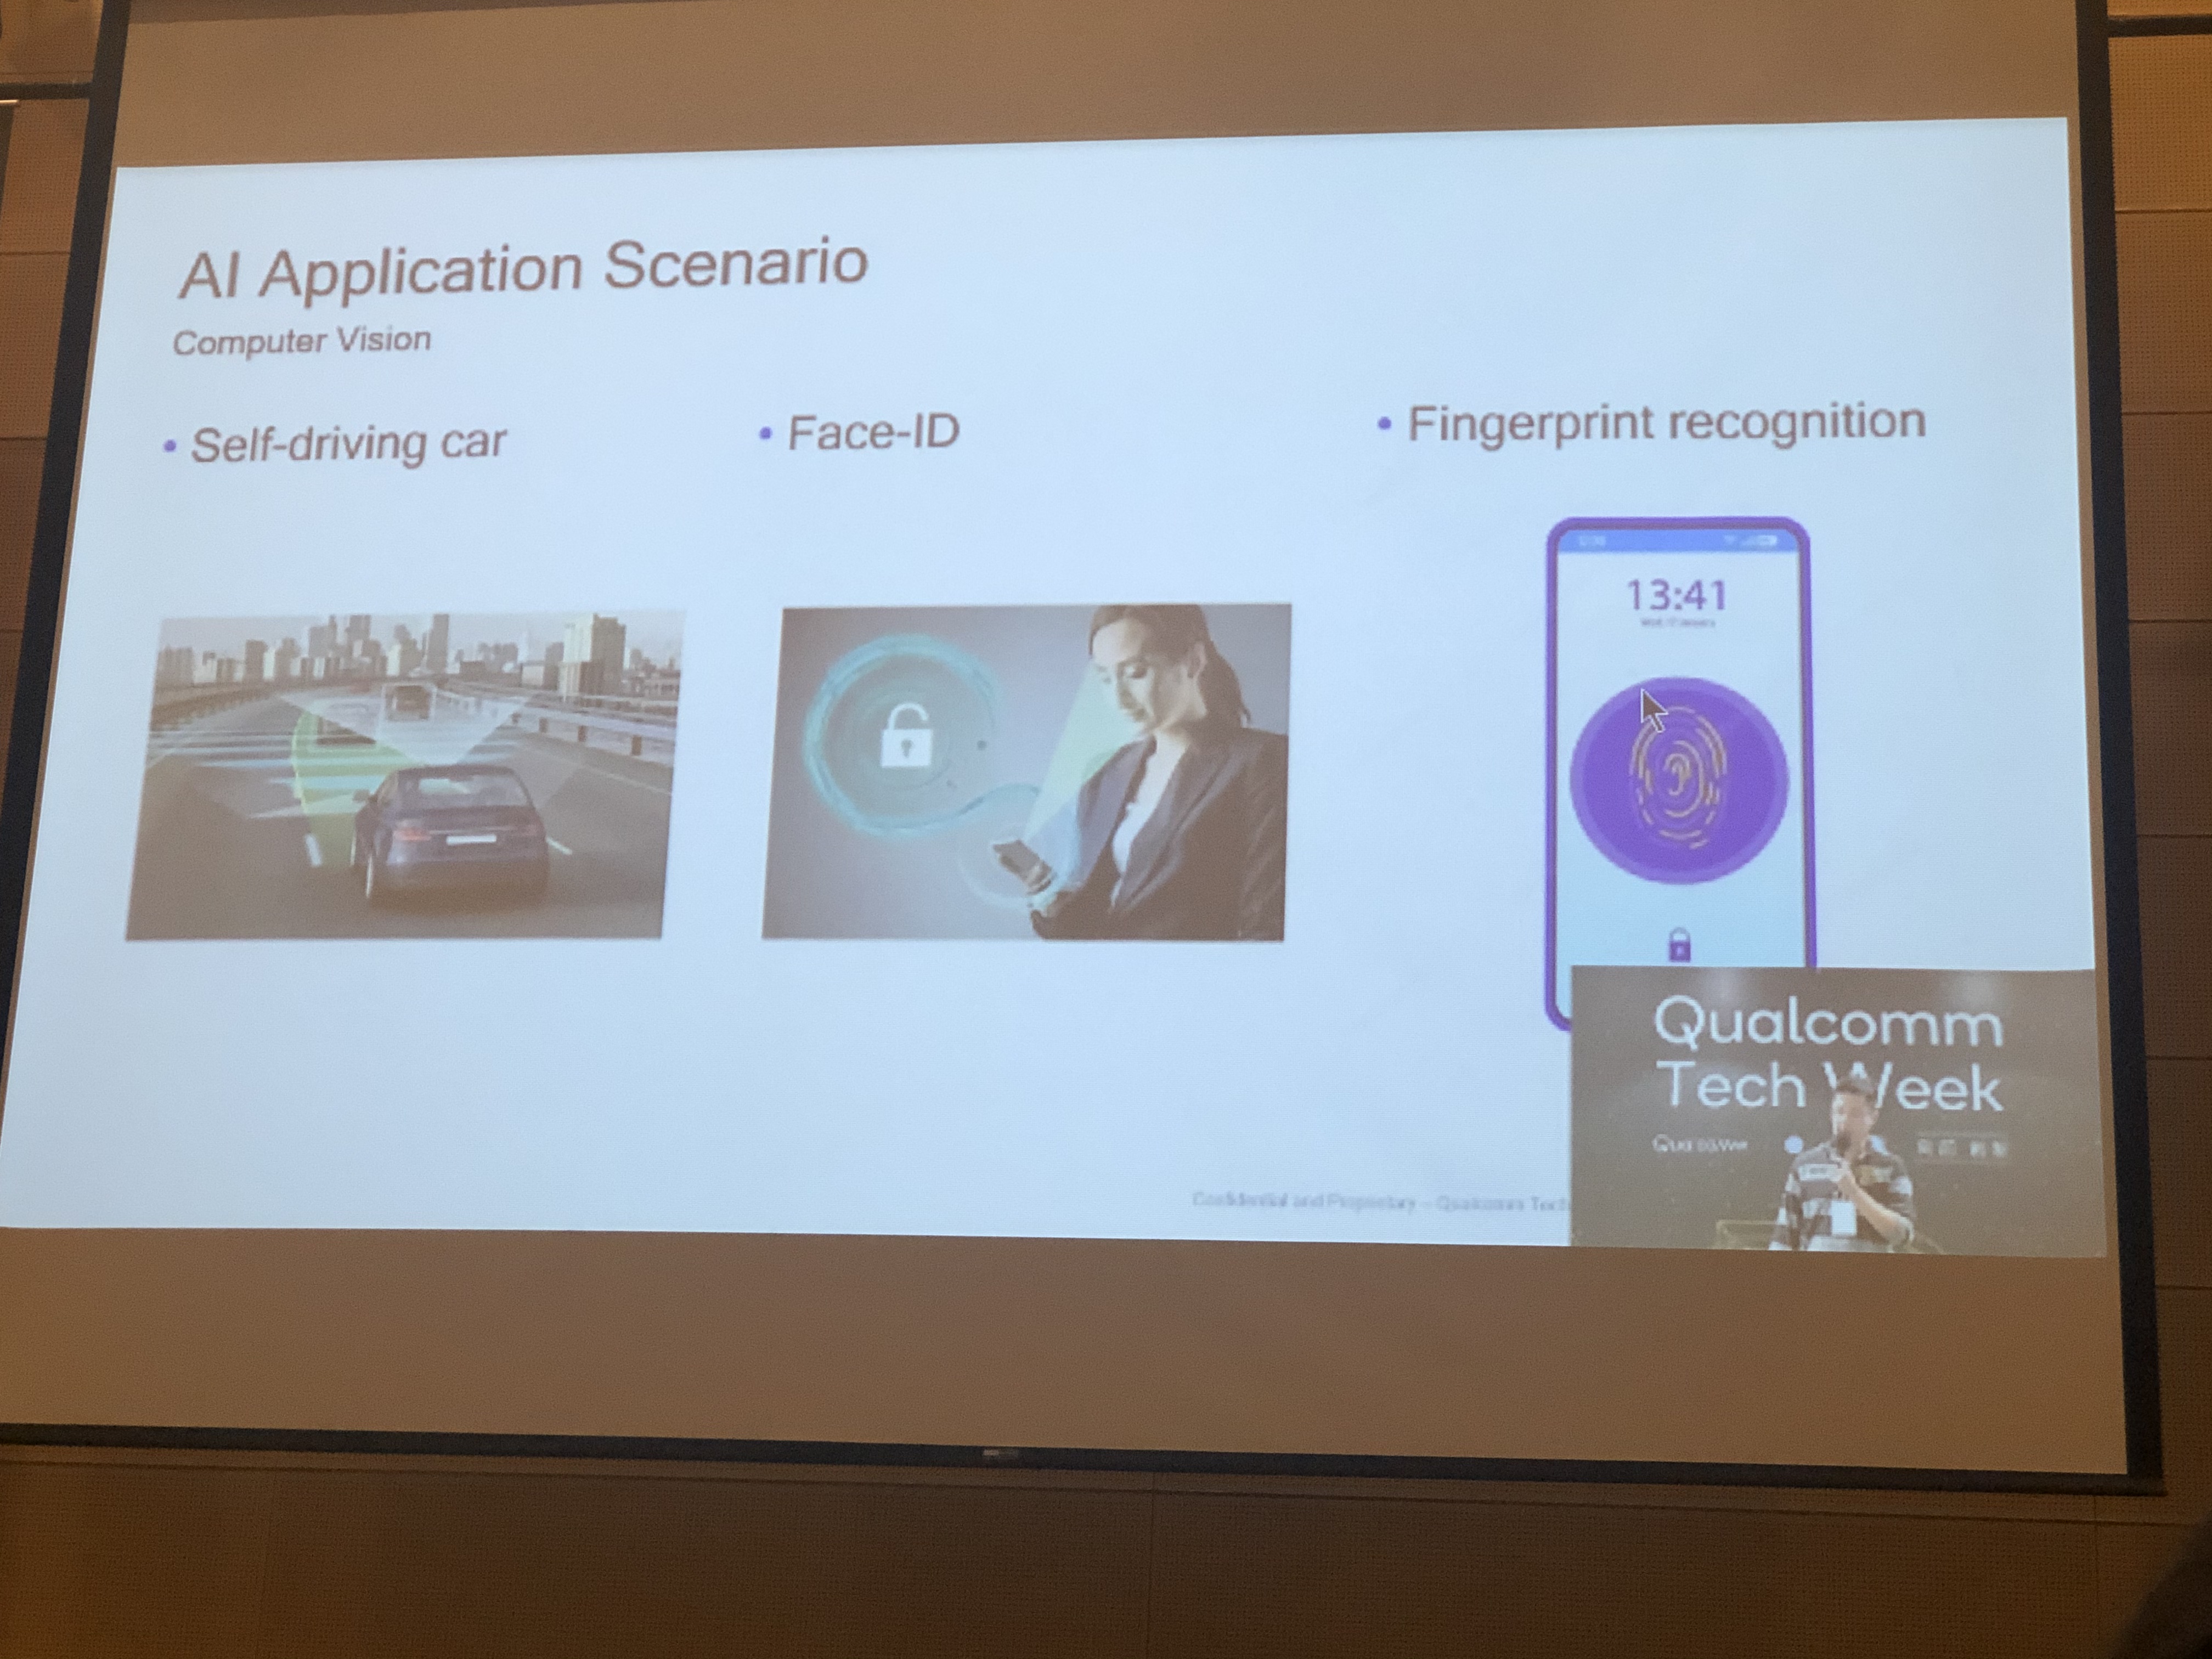 AI Application Scenario
Computer Vision
• Self-driving car
• Face-ID
• Fingerprint recognition
13:41
Qualcomm
Tech Week
Confidential and Proprietary – Qualcomm Tech